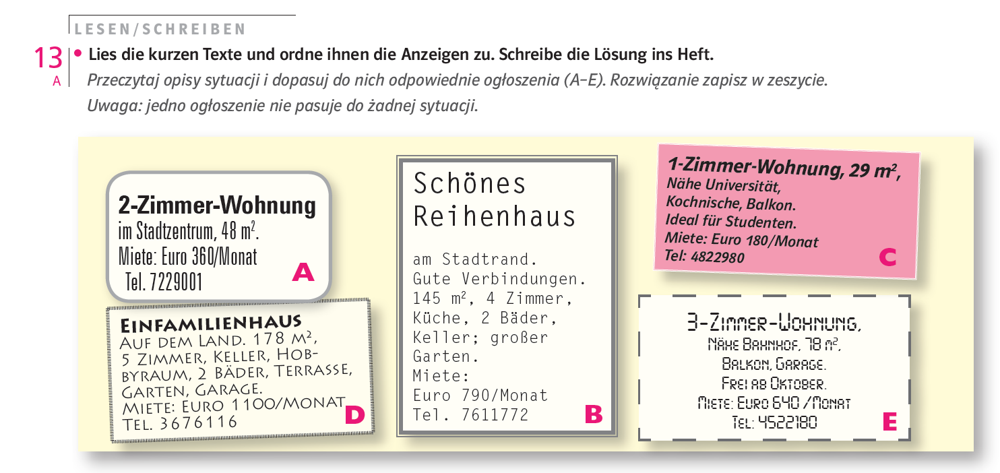 LESEN/SCHREIBEN
13
A
• Lies die kurzen Texte und ordne ihnen die Anzeigen zu. Schreibe die Lösung ins Heft.
Przeczytaj opisy sytuacji i dopasuj do nich odpowiednie ogłoszenia (A–E). Rozwiązanie zapisz w zeszycie.
Uwaga: jedno ogłoszenie nie pasuje do żadnej sytuacji.
2-Zimmer-Wohnung
im Stadtzentrum, 48 m².
Miete: Euro 360/Monat
Tel. 7229001
A
Schönes
Reihenhaus
am Stadtrand.
Gute Verbindungen.
145 m², 4 Zimmer,
Küche, 2 Bäder,
Keller; großer
Garten.
Miete:
Euro 790/Monat
Tel. 7611772
B
1-Zimmer-Wohnung, 29 m²,
Nähe Universität,
Kochnische, Balkon.
Ideal für Studenten.
Miete: Euro 180/Monat
Tel: 4822980
C
EINFAMILIENHAUS
AUF DEM LAND. 178 M²,
5 ZIMMER, KELLER, HOB-
BYRAUM, 2 BÄDER, TERRASSE,
GARTEN, GARAGE.
MIETE: EURO 1100/MONAT
TEL. 3676116
D
3-ZIMMER-WOHNUNG,
NÄHE BAHNHOF, 78 M²,
BALKON, GARAGE.
FREI AB OKTOBER.
MIETE: EURO 640 /MONAT
TEL: 4522180
E